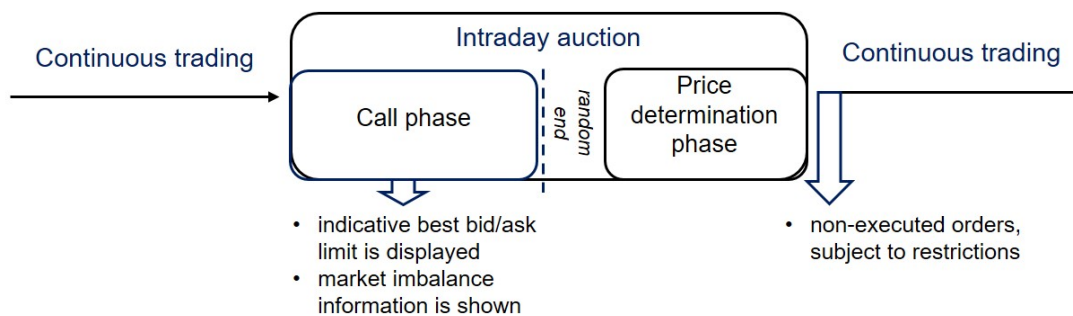 Continuous trading
Intraday auction
Call phase
random
end
Price
determination
phase
Continuous trading
• indicative best bid/ask
limit is displayed
• market imbalance
information is shown
• non-executed orders,
subject to restrictions